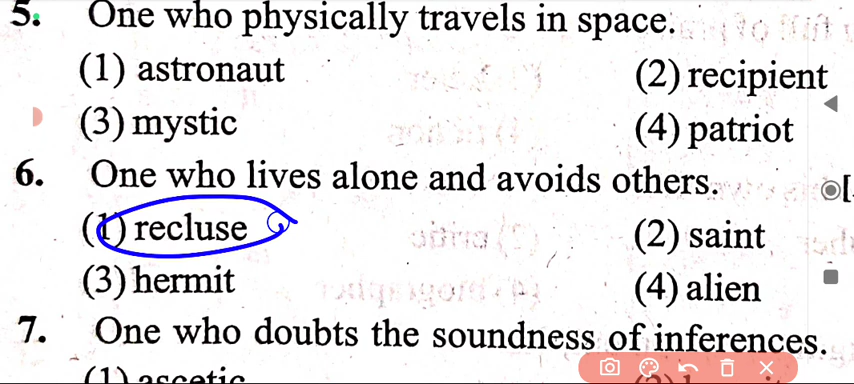 5. One who physically travels in space.
(1) astronaut (2) recipient
(3) mystic (4) patriot
6. One who lives alone and avoids others.
(1) recluse (2) saint
(3) hermit (4) alien
7. One who doubts the soundness of inferences.
(1) ascetic